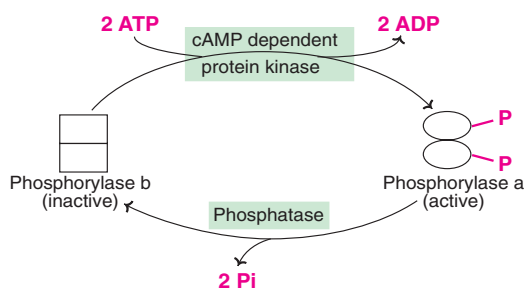 2 ATP
cAMP dependent
protein kinase
2 ADP
P
P
Phosphorylase b
(inactive)
Phosphorylase a
(active)
Phosphatase
2 Pi